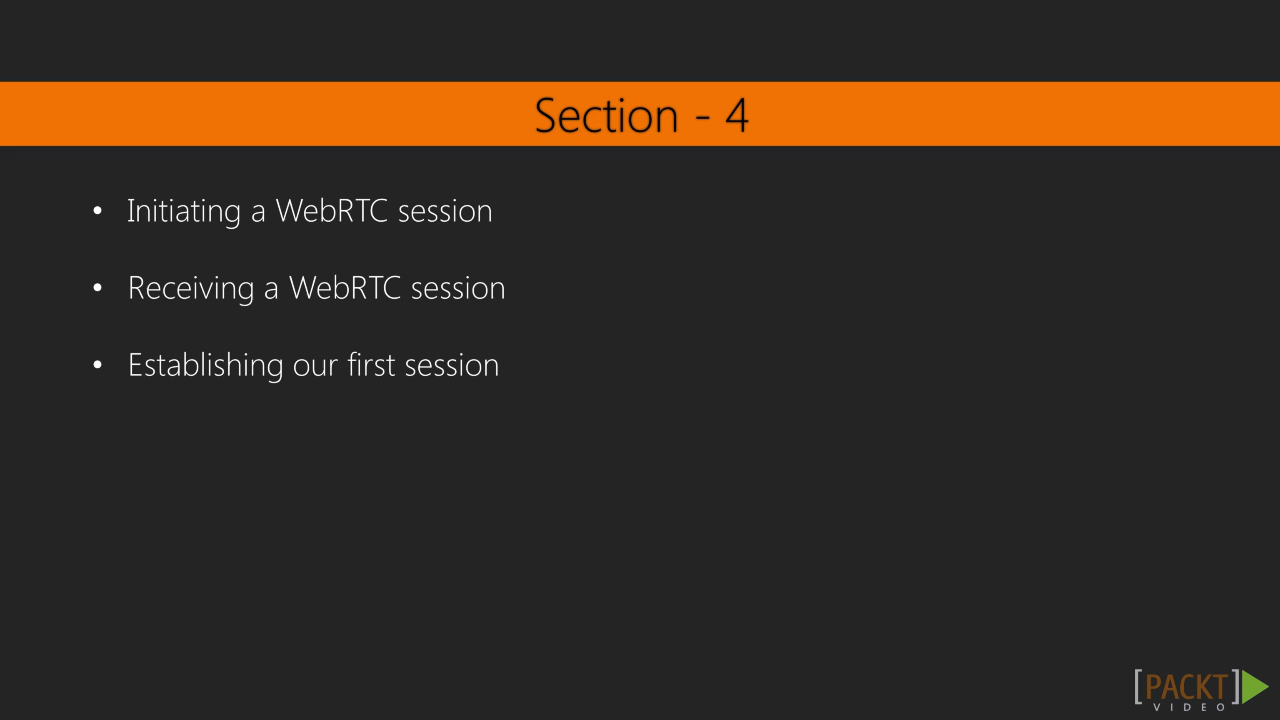 Section - 4
• Initiating a WebRTC session
• Receiving a WebRTC session
• Establishing our first session
[PACKT]
VIDEO